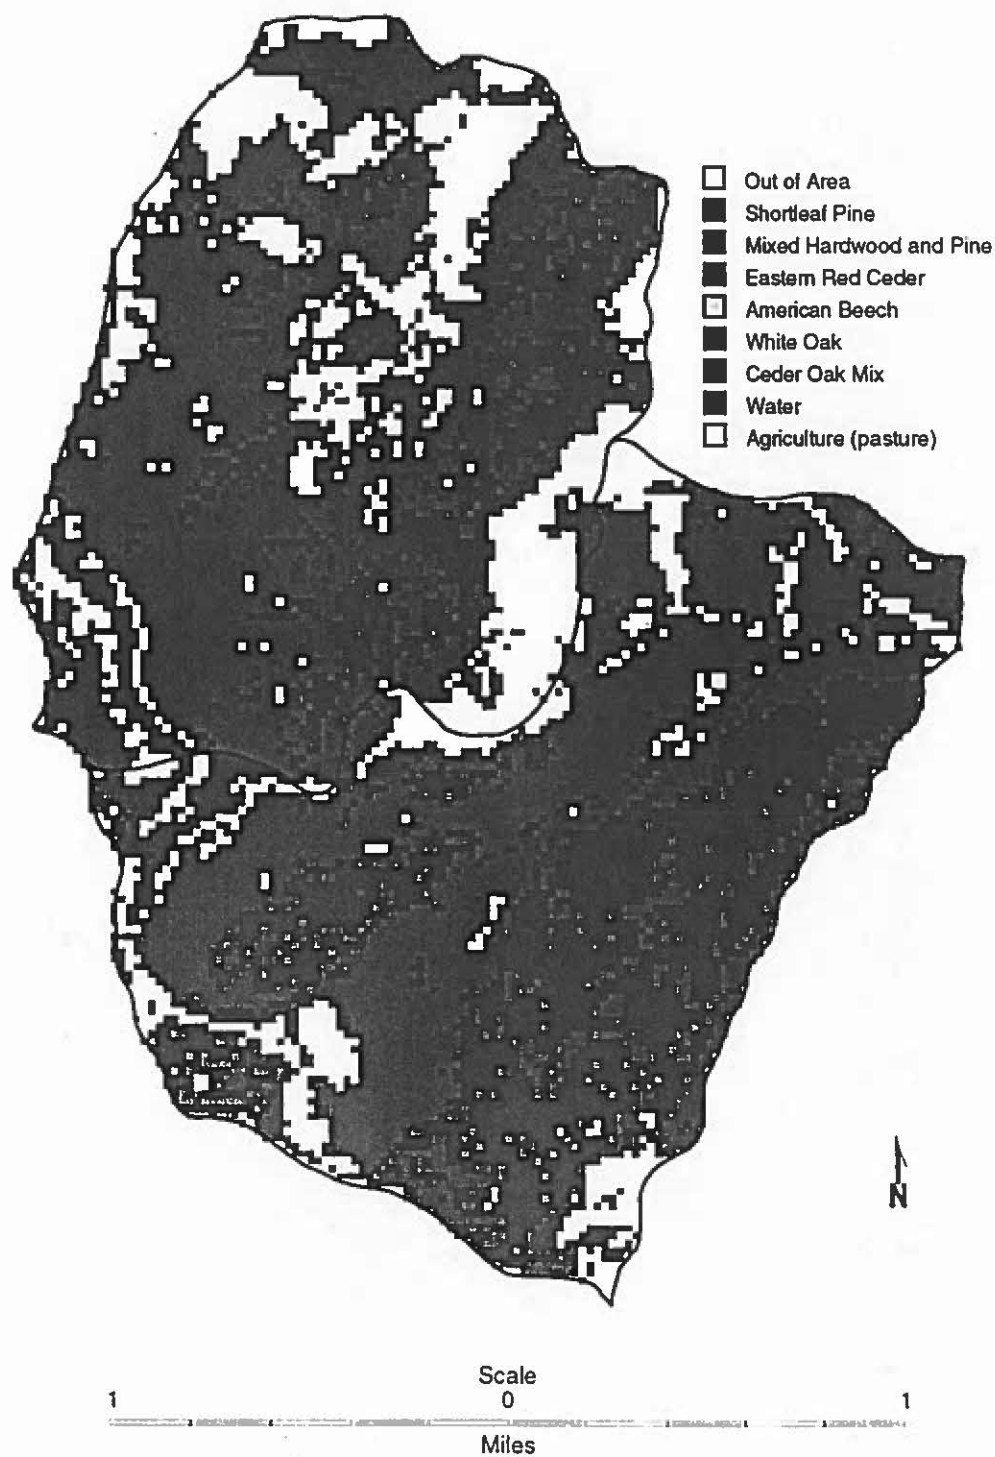 Out of Area
Shortleaf Pine
Mixed Hardwood and Pine
Eastern Red Ceder
American Beech
White Oak
Ceder Oak Mix
Water
Agriculture (pasture)
N
Scale
1 0 1
Miles